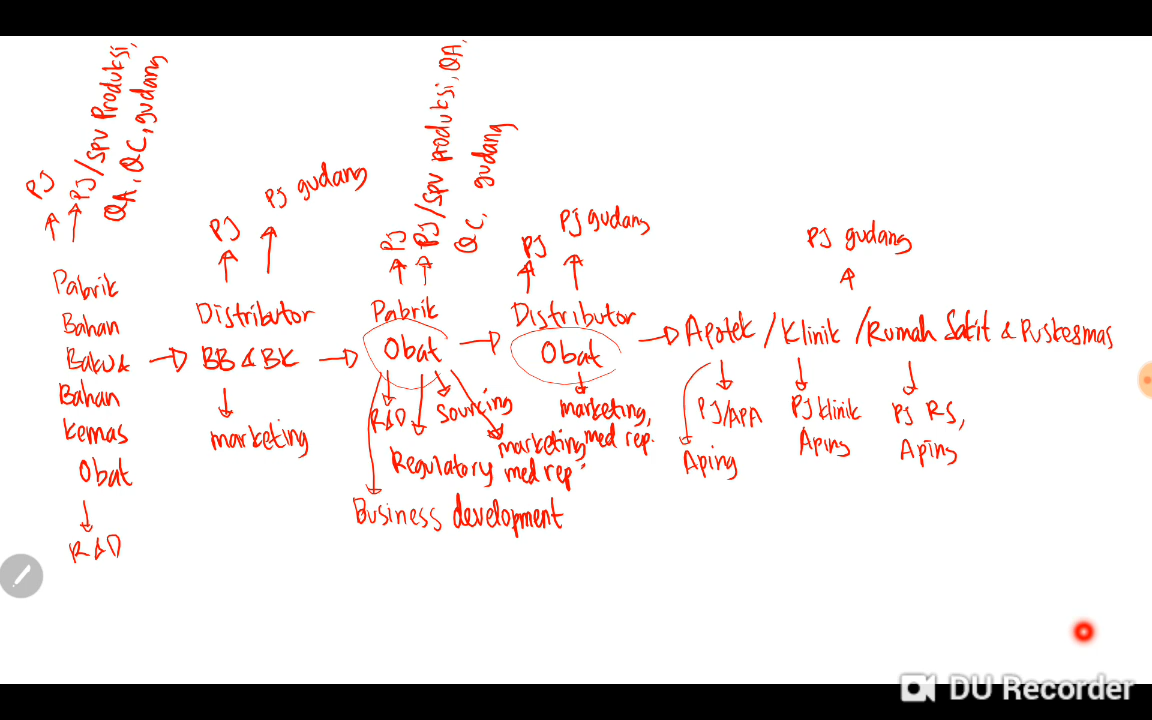 PJ
PJ/SPV Produksi,
QA, QC, gudang
Pabrik
Bahan
Baku &
Bahan
kemas
Obat
R&D
PJ
PJ gudang
Distributor
BB & BK
marketing
PJ
PJ/SPV produksi, QA,
QC, gudang
Pabrik
Obat
R&D
Sourcing
marketing
med rep.
Regulatory
Business development
PJ
PJ gudang
Distributor
Obat
marketing,
med rep.
PJ gudang
Apotek / Klinik / Rumah Sakit & Puskesmas
PJ/APA
Aping
PJ klinik
Aping
PJ RS,
Aping
DU Recorder